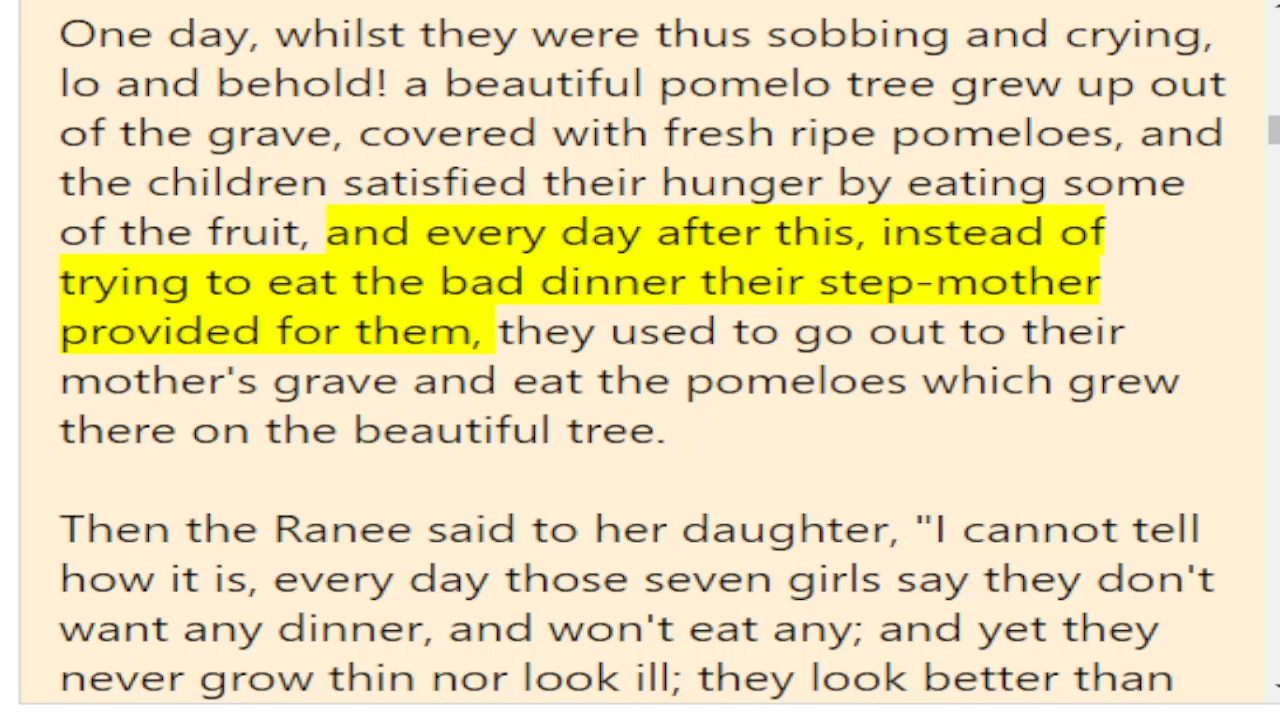 One day, whilst they were thus sobbing and crying,
lo and behold! a beautiful pomelo tree grew up out
of the grave, covered with fresh ripe pomeloes, and
the children satisfied their hunger by eating some
of the fruit, and every day after this, instead of
trying to eat the bad dinner their step-mother
provided for them, they used to go out to their
mother's grave and eat the pomeloes which grew
there on the beautiful tree.
Then the Ranee said to her daughter, "I cannot tell
how it is, every day those seven girls say they don't
want any dinner, and won't eat any; and yet they
never grow thin nor look ill; they look better than